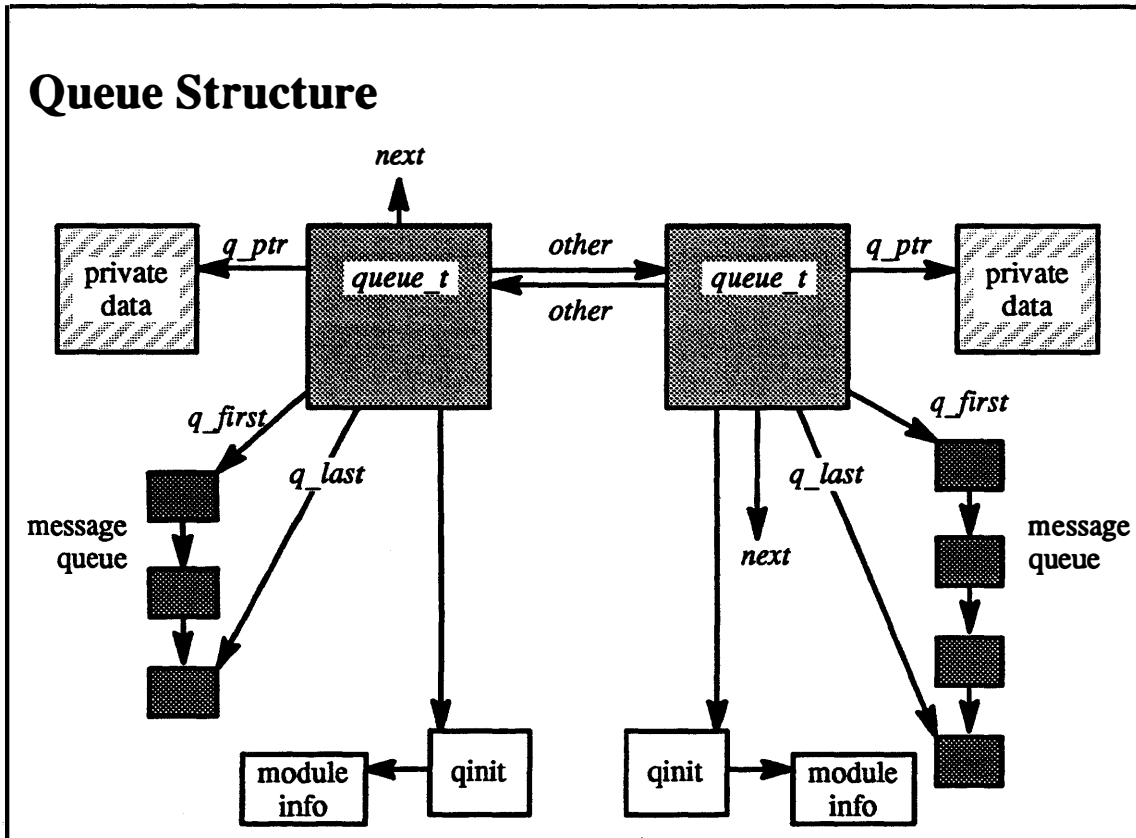 Queue Structure
next
private
data
q_ptr
queue_t
other
other
queue_t
q_ptr
private
data
q_first
q_last
message
queue
q_first
q_last
message
queue
next
module
info
qinit
qinit
module
info